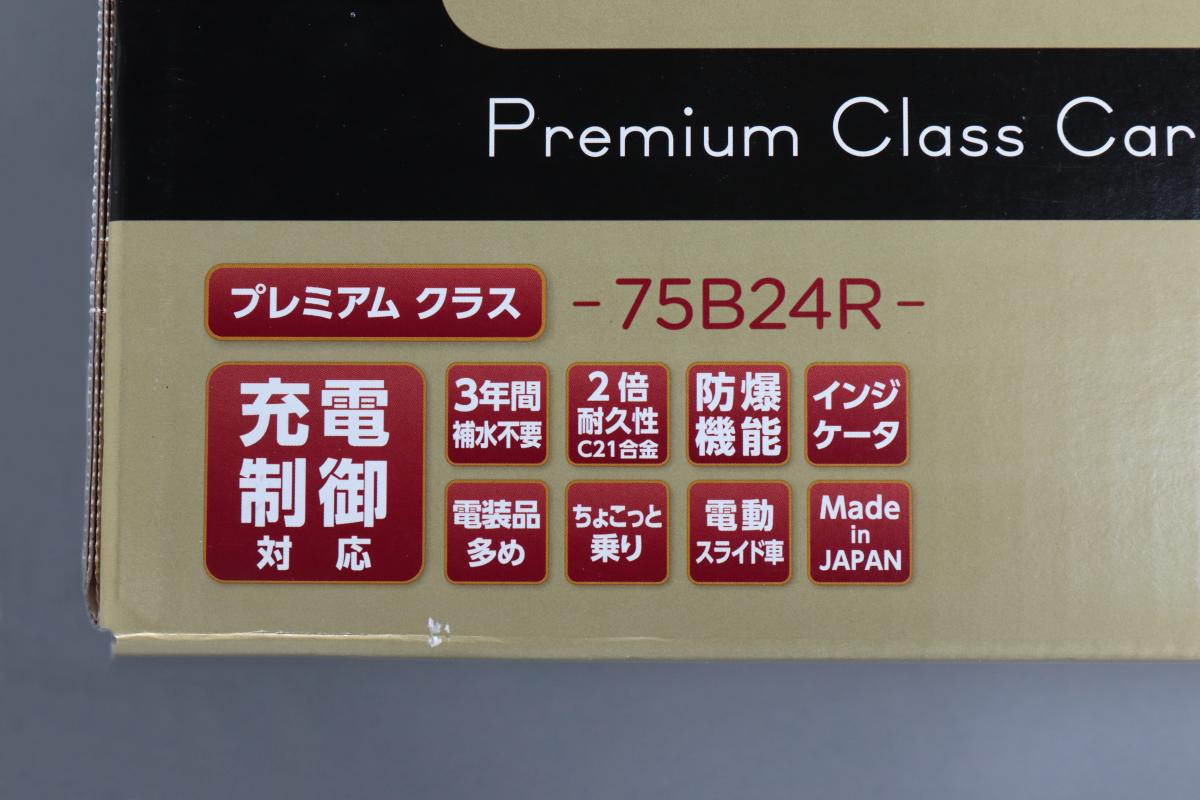 Premium Class Car
プレミアム クラス
-75B24R-
充電
制御
対応
3年間
補水不要
2倍
耐久性
C21合金
防爆
機能
インジ
ケータ
電装品
多め
ちょこっと
乗り
電動
スライド車
Made
in
JAPAN